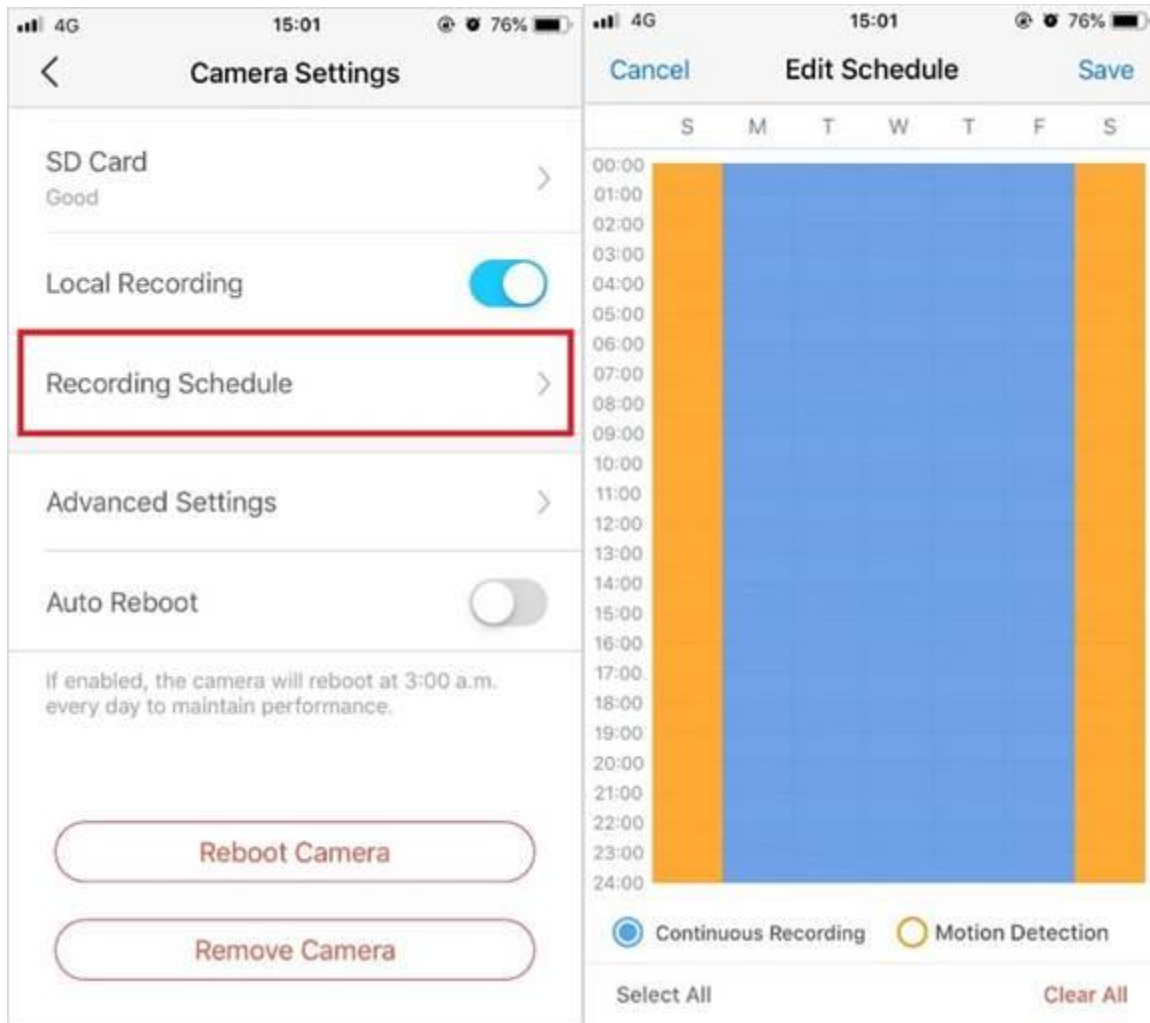 4G 15:01 76%
Camera Settings
SD Card
Good
Local Recording
Recording Schedule
Advanced Settings
Auto Reboot
If enabled, the camera will reboot at 3:00 a.m.
every day to maintain performance.
Reboot Camera
Remove Camera
4G 15:01 76%
Cancel Edit Schedule Save
S M T W T F S
00:00
01:00
02:00
03:00
04:00
05:00
06:00
07:00
08:00
09:00
10:00
11:00
12:00
13:00
14:00
15:00
16:00
17:00
18:00
19:00
20:00
21:00
22:00
23:00
24:00
Continuous Recording Motion Detection
Select All Clear All